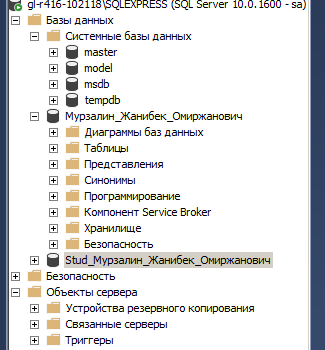 gl-r416-102118\SQLEXPRESS (SQL Server 10.0.1600 - sa)
Базы данных
Системные базы данных
master
model
msdb
tempdb
Мурзалин_Жанибек_Омиржанович
Диаграммы баз данных
Таблицы
Представления
Синонимы
Программирование
Компонент Service Broker
Хранилище
Безопасность
Stud_Мурзалин_Жанибек_Омиржанович
Безопасность
Объекты сервера
Устройства резервного копирования
Связанные серверы
Триггеры